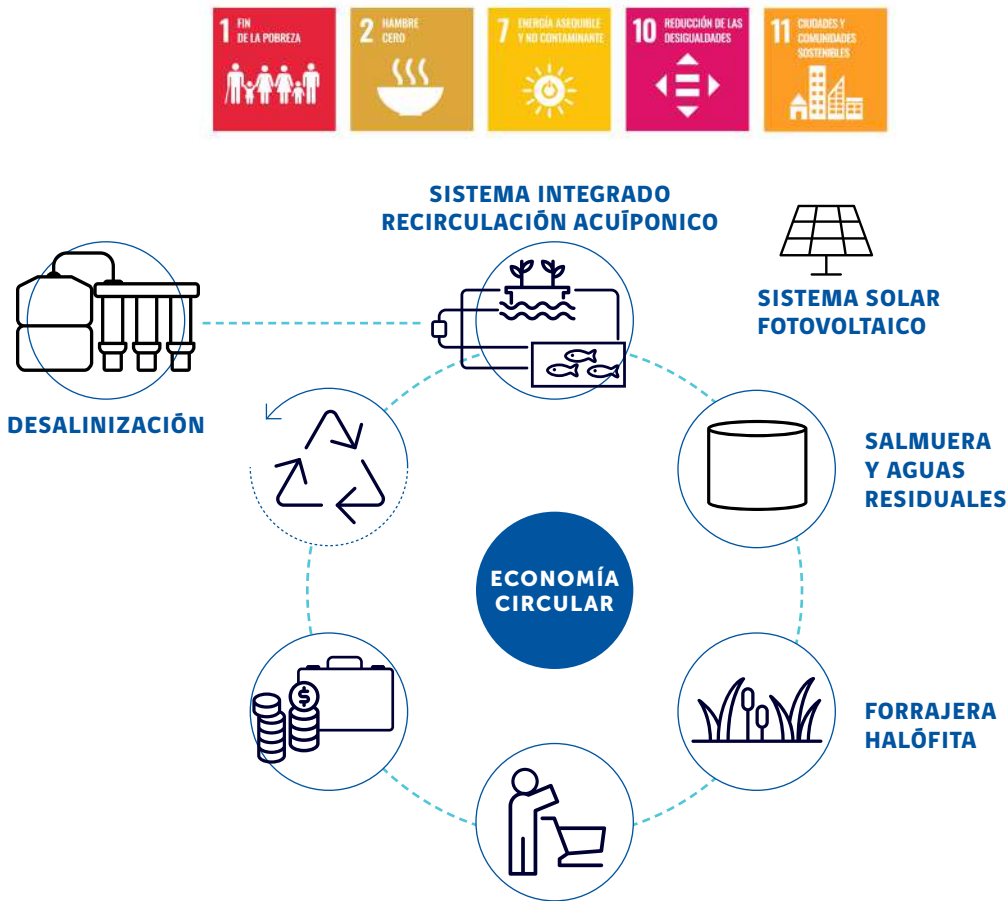 1 FIN
DE LA POBREZA
2 HAMBRE
CERO
7 ENERGÍA ASEQUIBLE
Y NO CONTAMINANTE
10 REDUCCIÓN DE LAS
DESIGUALDADES
11 CIUDADES Y
COMUNIDADES
SOSTENIBLES
SISTEMA INTEGRADO
RECIRCULACIÓN ACUÍPONICO
SISTEMA SOLAR
FOTOVOLTAICO
DESALINIZACIÓN
SALMUERA
Y AGUAS
RESIDUALES
ECONOMÍA
CIRCULAR
$
FORRAJERA
HALÓFITA